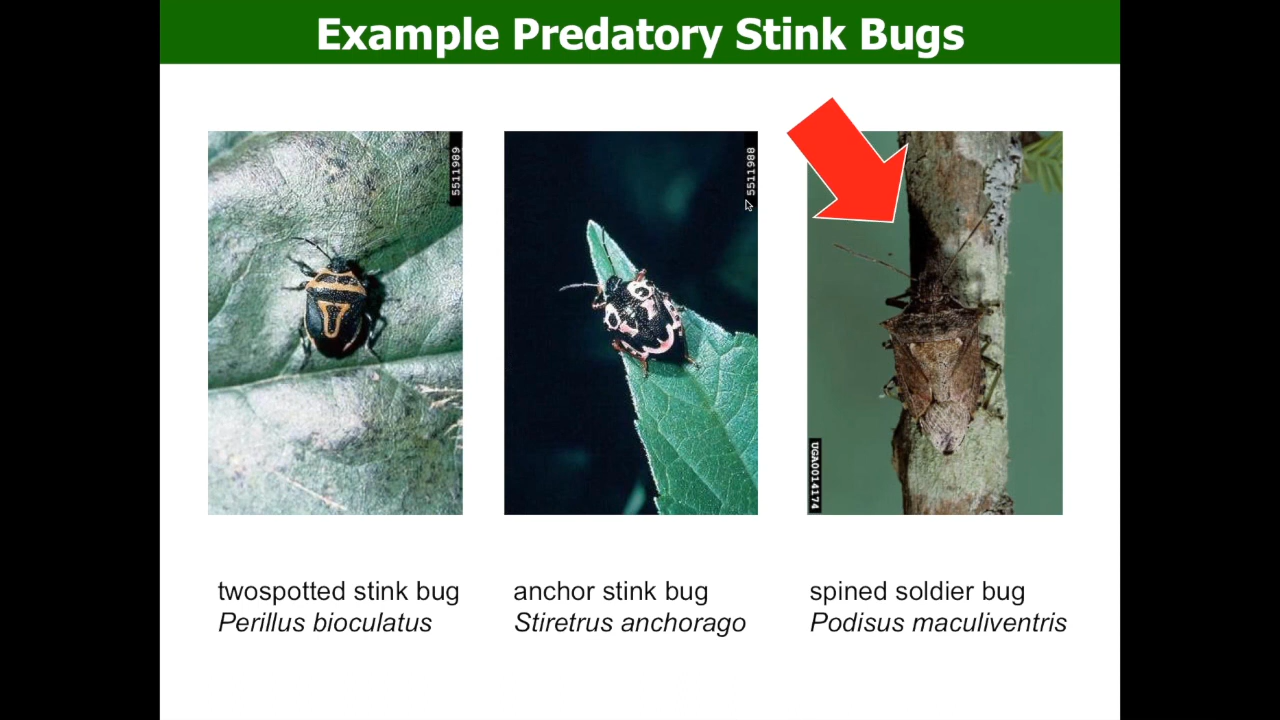 Example Predatory Stink Bugs
5511989
5511988
UGA0014174
twospotted stink bug
Perillus bioculatus
anchor stink bug
Stiretrus anchorago
spined soldier bug
Podisus maculiventris